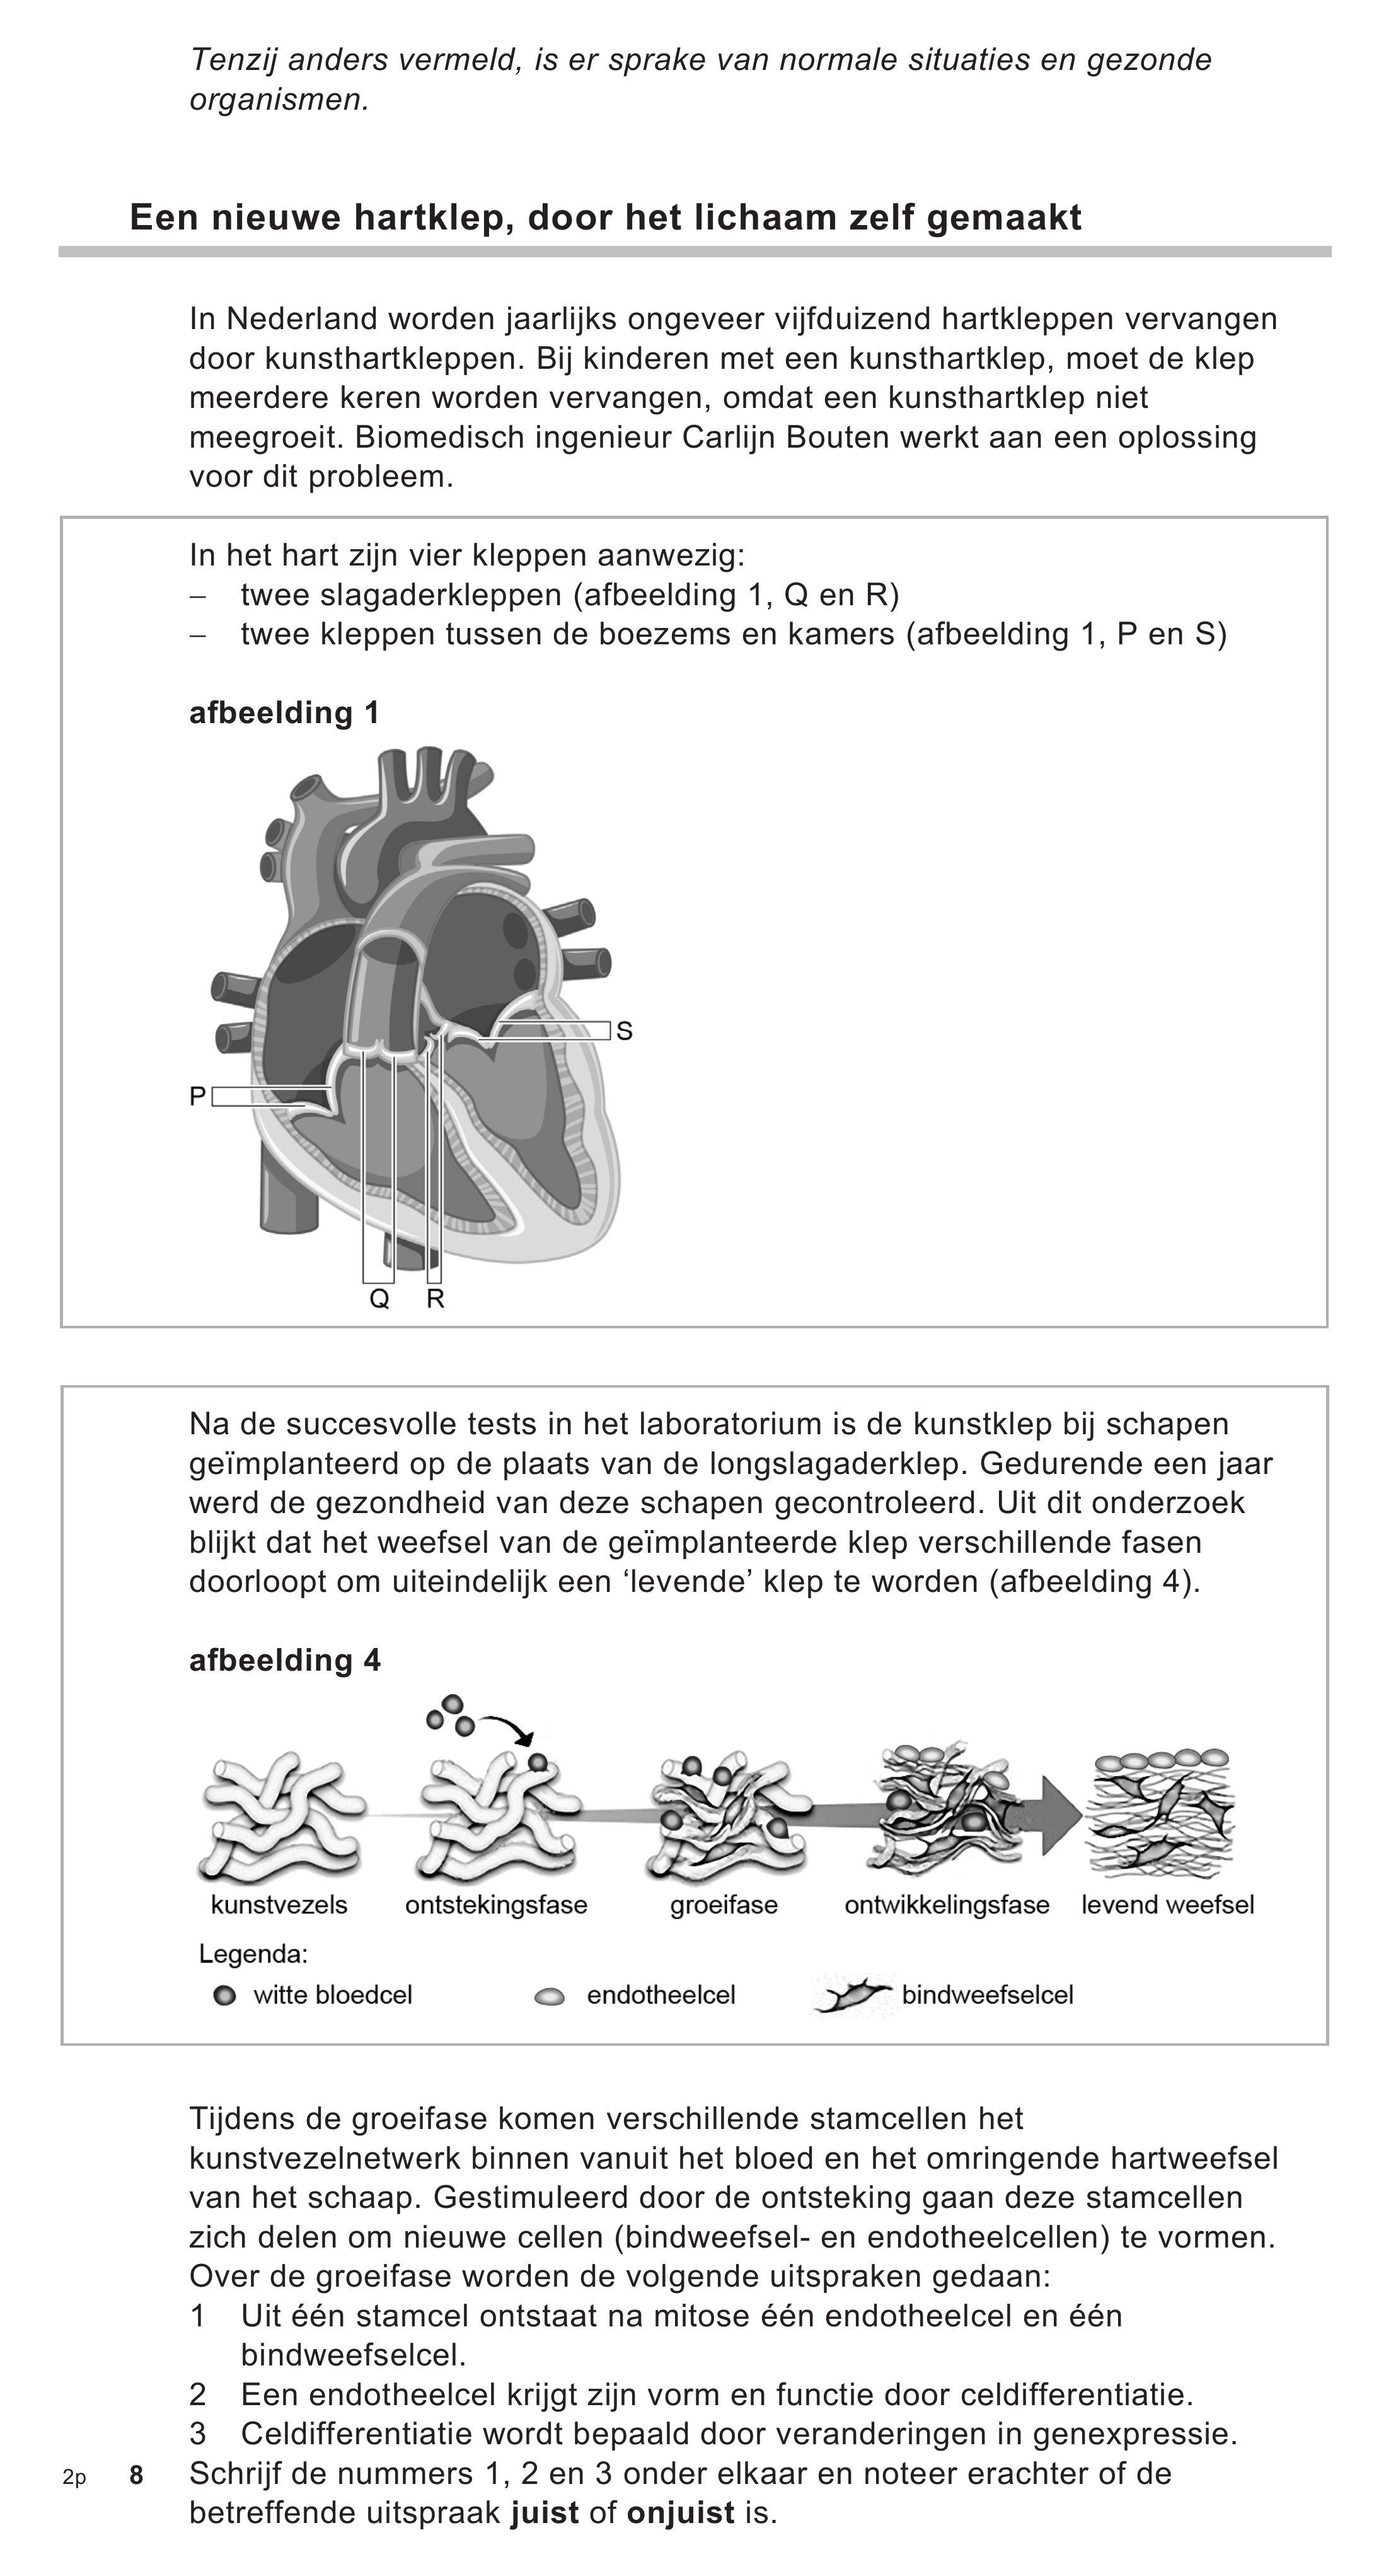 Tenzij anders vermeld, is er sprake van normale situaties en gezonde
organismen.
Een nieuwe hartklep, door het lichaam zelf gemaakt
In Nederland worden jaarlijks ongeveer vijfduizend hartkleppen vervangen
door kunsthartkleppen. Bij kinderen met een kunsthartklep, moet de klep
meerdere keren worden vervangen, omdat een kunsthartklep niet
meegroeit. Biomedisch ingenieur Carlijn Bouten werkt aan een oplossing
voor dit probleem.
In het hart zijn vier kleppen aanwezig:
– twee slagaderkleppen (afbeelding 1, Q en R)
– twee kleppen tussen de boezems en kamers (afbeelding 1, P en S)
afbeelding 1
S
P
Q R
Na de succesvolle tests in het laboratorium is de kunstklep bij schapen
geïmplanteerd op de plaats van de longslagaderklep. Gedurende een jaar
werd de gezondheid van deze schapen gecontroleerd. Uit dit onderzoek
blijkt dat het weefsel van de geïmplanteerde klep verschillende fasen
doorloopt om uiteindelijk een ‘levende’ klep te worden (afbeelding 4).
afbeelding 4
kunstvezels ontstekingsfase groeifase ontwikkelingsfase levend weefsel
Legenda:
witte bloedcel endotheelcel bindweefselcel
Tijdens de groeifase komen verschillende stamcellen het
kunstvezelnetwerk binnen vanuit het bloed en het omringende hartweefsel
van het schaap. Gestimuleerd door de ontsteking gaan deze stamcellen
zich delen om nieuwe cellen (bindweefsel- en endotheelcellen) te vormen.
Over de groeifase worden de volgende uitspraken gedaan:
1 Uit één stamcel ontstaat na mitose één endotheelcel en één
bindweefselcel.
2 Een endotheelcel krijgt zijn vorm en functie door celdifferentiatie.
3 Celdifferentiatie wordt bepaald door veranderingen in genexpressie.
2p 8 Schrijf de nummers 1, 2 en 3 onder elkaar en noteer erachter of de
betreffende uitspraak juist of onjuist is.